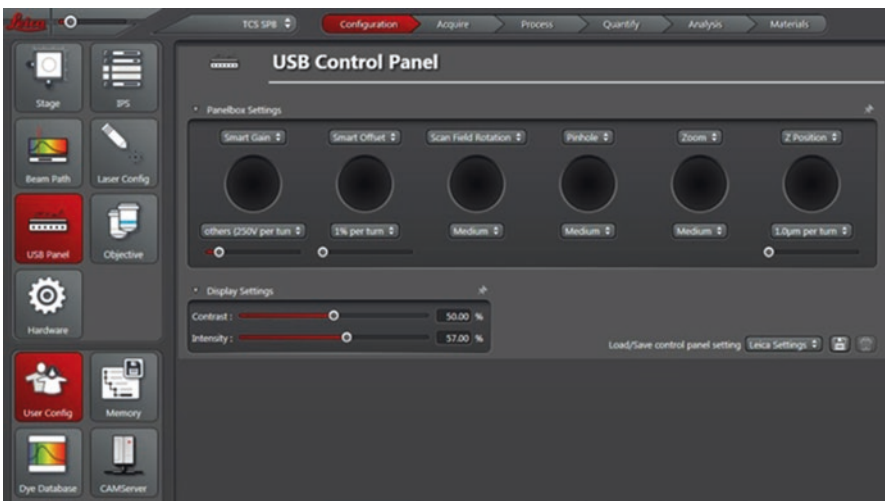 Leica
TCS SP8
Configuration
Acquire
Process
Quantify
Analysis
Materials
USB Control Panel
Stage
IPS
Beam Path
Laser Config
USB Panel
Objective
Hardware
User Config
Memory
Dye Database
CAMServer
Panelbox Settings
Smart Gain
Smart Offset
Scan Field Rotation
Pinhole
Zoom
Z Position
others (250V per turn
1% per turn
Medium
Medium
Medium
1.0µm per turn
Display Settings
Contrast : 50.00 %
Intensity : 57.00 %
Load/Save control panel setting Leica Settings